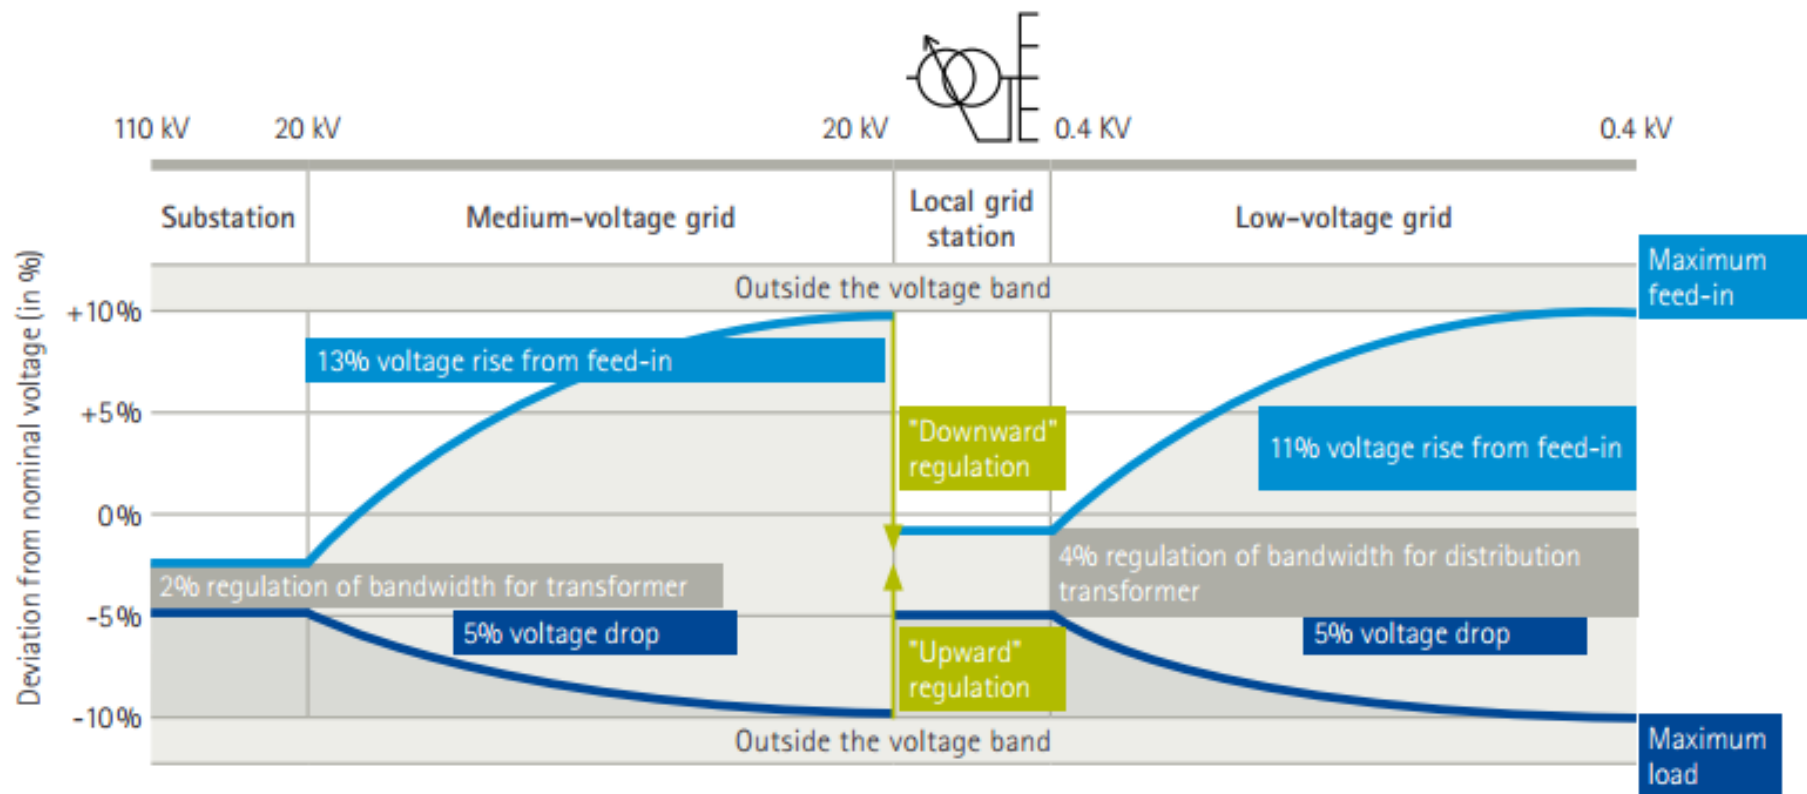 110 kV
20 kV
20 kV
0.4 KV
0.4 kV
Substation
Medium-voltage grid
Local grid
station
Low-voltage grid
Deviation from nominal voltage (in %)
Outside the voltage band
Maximum
feed-in
+10%
13% voltage rise from feed-in
+5%
"Downward"
regulation
11% voltage rise from feed-in
0%
2% regulation of bandwidth for transformer
4% regulation of bandwidth for distribution
transformer
-5%
5% voltage drop
"Upward"
regulation
5% voltage drop
-10%
Outside the voltage band
Maximum
load